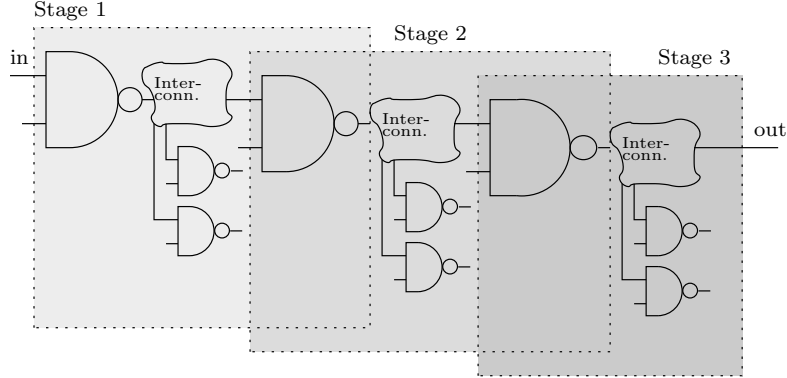 Stage 1
Stage 2
Stage 3
in
Inter-
conn.
Inter-
conn.
Inter-
conn.
out